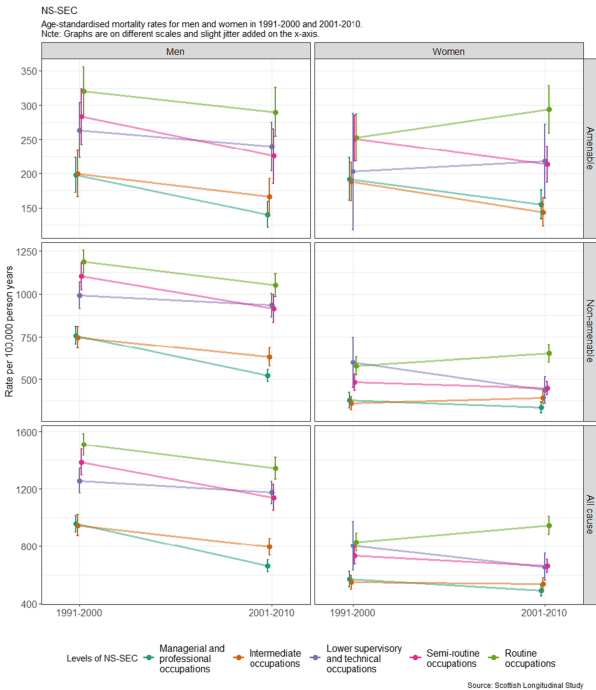 NS-SEC
Age-standardised mortality rates for men and women in 1991-2000 and 2001-2010.
Note: Graphs are on different scales and slight jitter added on the x-axis.
Men
Women
350
300
250
200
150
Amenable
1250
1000
750
500
Non-amenable
1600
1200
800
400
All cause
Rate per 100,000 person years
1991-2000
2001-2010
1991-2000
2001-2010
Levels of NS-SEC
Managerial and
professional
occupations
Intermediate
occupations
Lower supervisory
and technical
occupations
Semi-routine
occupations
Routine
occupations
Source: Scottish Longitudinal Study